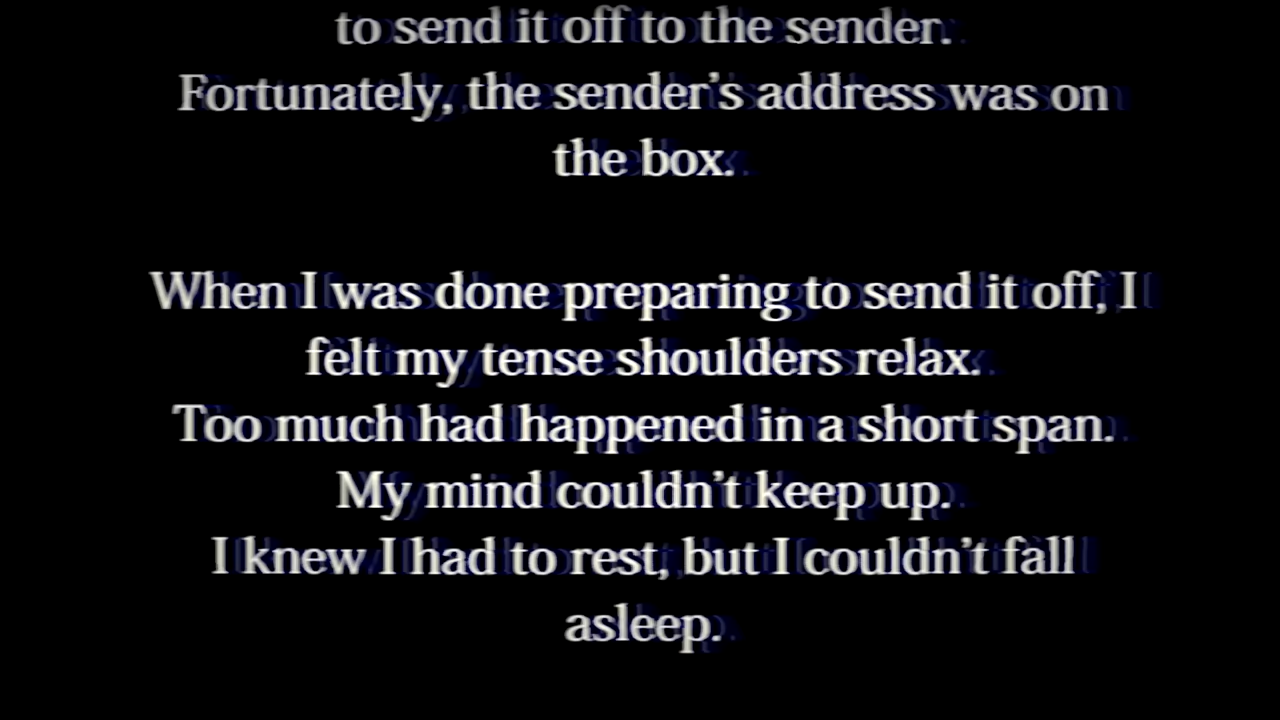 to send it off to the sender.
Fortunately, the sender’s address was on
the box.
When I was done preparing to send it off, I
felt my tense shoulders relax.
Too much had happened in a short span.
My mind couldn’t keep up.
I knew I had to rest, but I couldn’t fall
asleep.